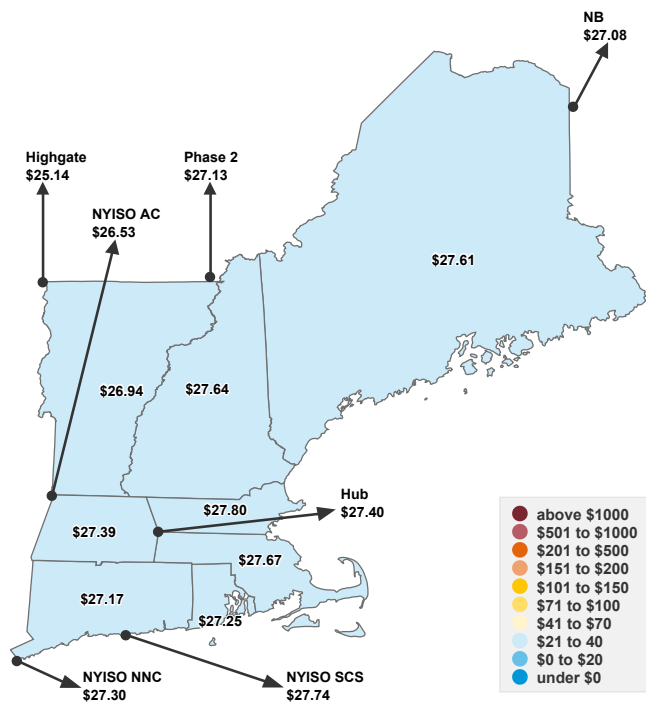 NB
$27.08
Highgate
$25.14
Phase 2
$27.13
NYISO AC
$26.53
$27.61
$26.94
$27.64
Hub
$27.40
$27.80
$27.39
$27.67
$27.17
$27.25
NYISO NNC
$27.30
NYISO SCS
$27.74
above $1000
$501 to $1000
$201 to $500
$151 to $200
$101 to $150
$71 to $100
$41 to $70
$21 to 40
$0 to $20
under $0